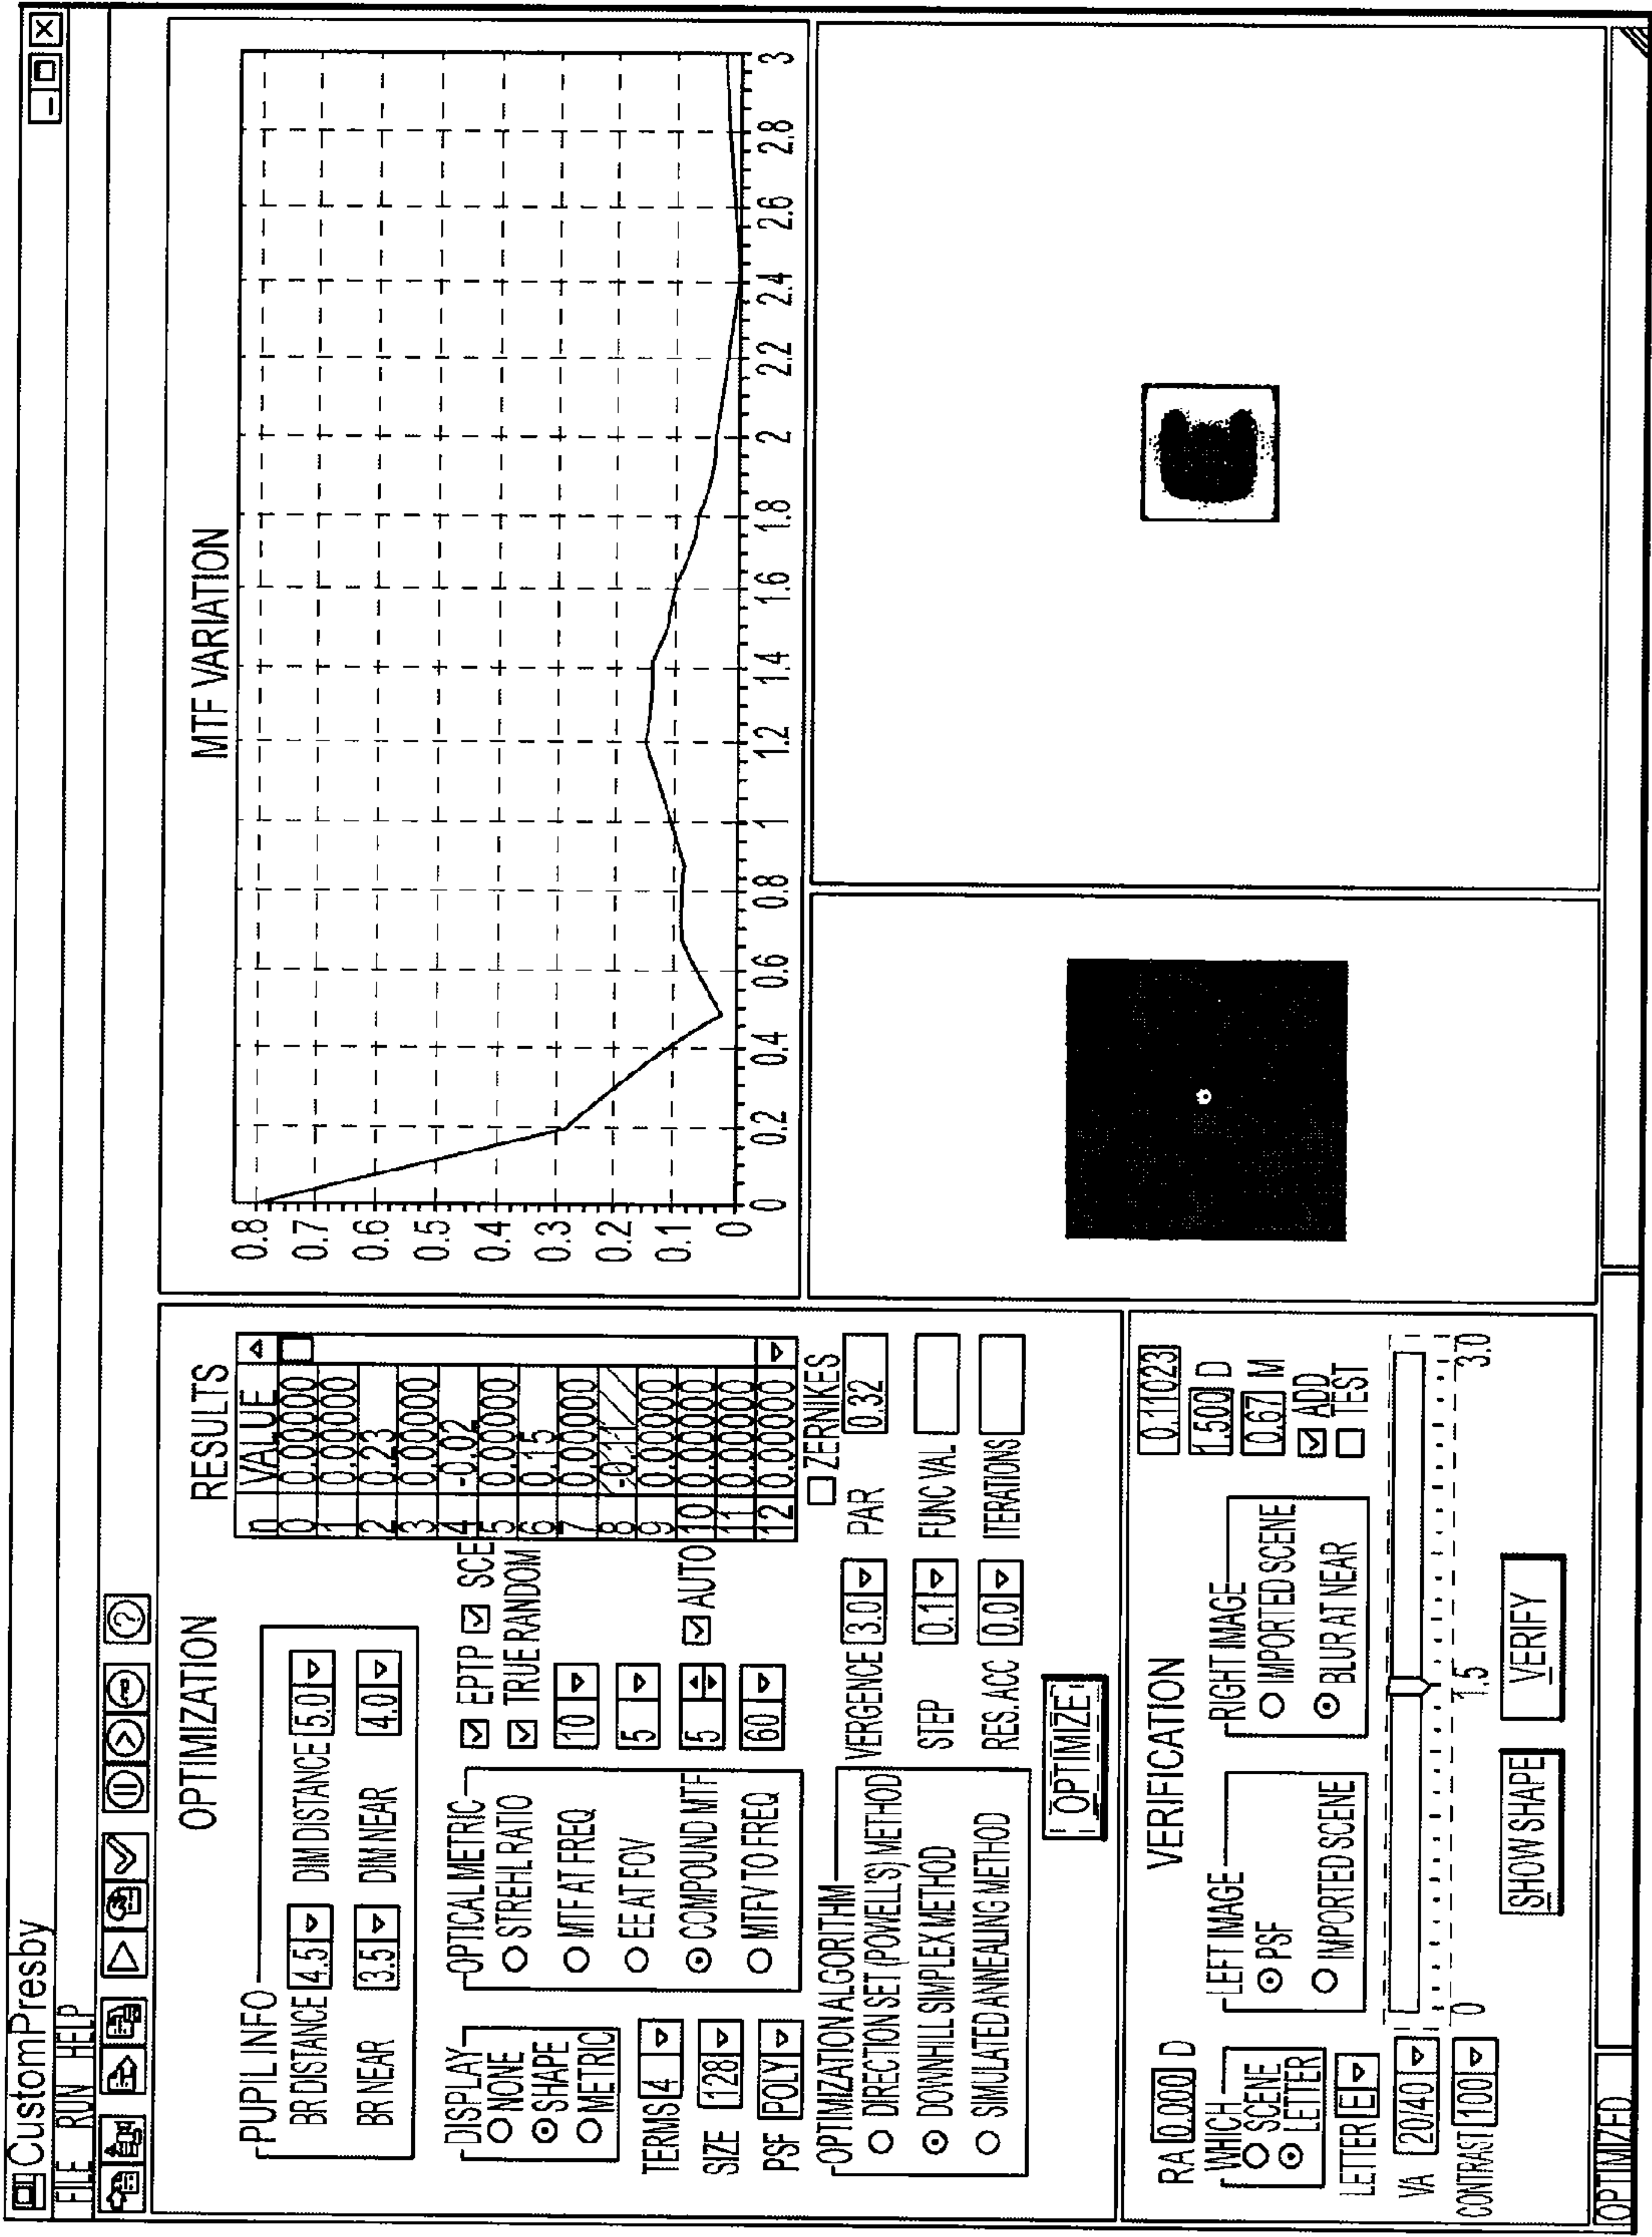 CustomPresby
FILE RUN HELP
OPTIMIZATION
PUPIL INFO
BR DISTANCE 4.5 DIM DISTANCE 5.0
BR NEAR 3.5 DIM NEAR 4.0
DISPLAY
NONE
SHAPE
METRIC
TERMS 4
SIZE 128
PSF POLY
OPTICAL METRIC
STREHL RATIO
MTF AT FREQ
EE AT FOV
COMPOUND MTF
MTFV TO FREQ
EPTP SCE
TRUE RANDOM
10
5
5 AUTO
60
OPTIMIZATION ALGORITHM
DIRECTION SET (POWELL'S) METHOD
DOWNHILL SIMPLEX METHOD
SIMULATED ANNEALING METHOD
VERGENCE 3.0 PAR 0.32
STEP 0.1 FUNC VAL
RES. ACC 0.0 ITERATIONS
OPTIMIZE
RESULTS
n VALUE
0 0.00000
1 0.00000
2 0.23
3 0.00000
4 -0.02
5 0.00000
6 0.15
7 0.00000
8
9 0.00000
10 0.00000
11 0.00000
12 0.00000
ZERNIKES
MTF VARIATION
0.8
0.7
0.6
0.5
0.4
0.3
0.2
0.1
0
0 0.2 0.4 0.6 0.8 1 1.2 1.4 1.6 1.8 2 2.2 2.4 2.6 2.8 3
VERIFICATION
RA 0.000 D
WHICH
SCENE
LETTER
LETTER E
VA 20/40
CONTRAST 100
LEFT IMAGE
PSF
IMPORTED SCENE
RIGHT IMAGE
IMPORTED SCENE
BLUR AT NEAR
0.11023
1.500 D
0.67 M
ADD
TEST
0 1.5 3.0
SHOW SHAPE VERIFY
OPTIMIZED